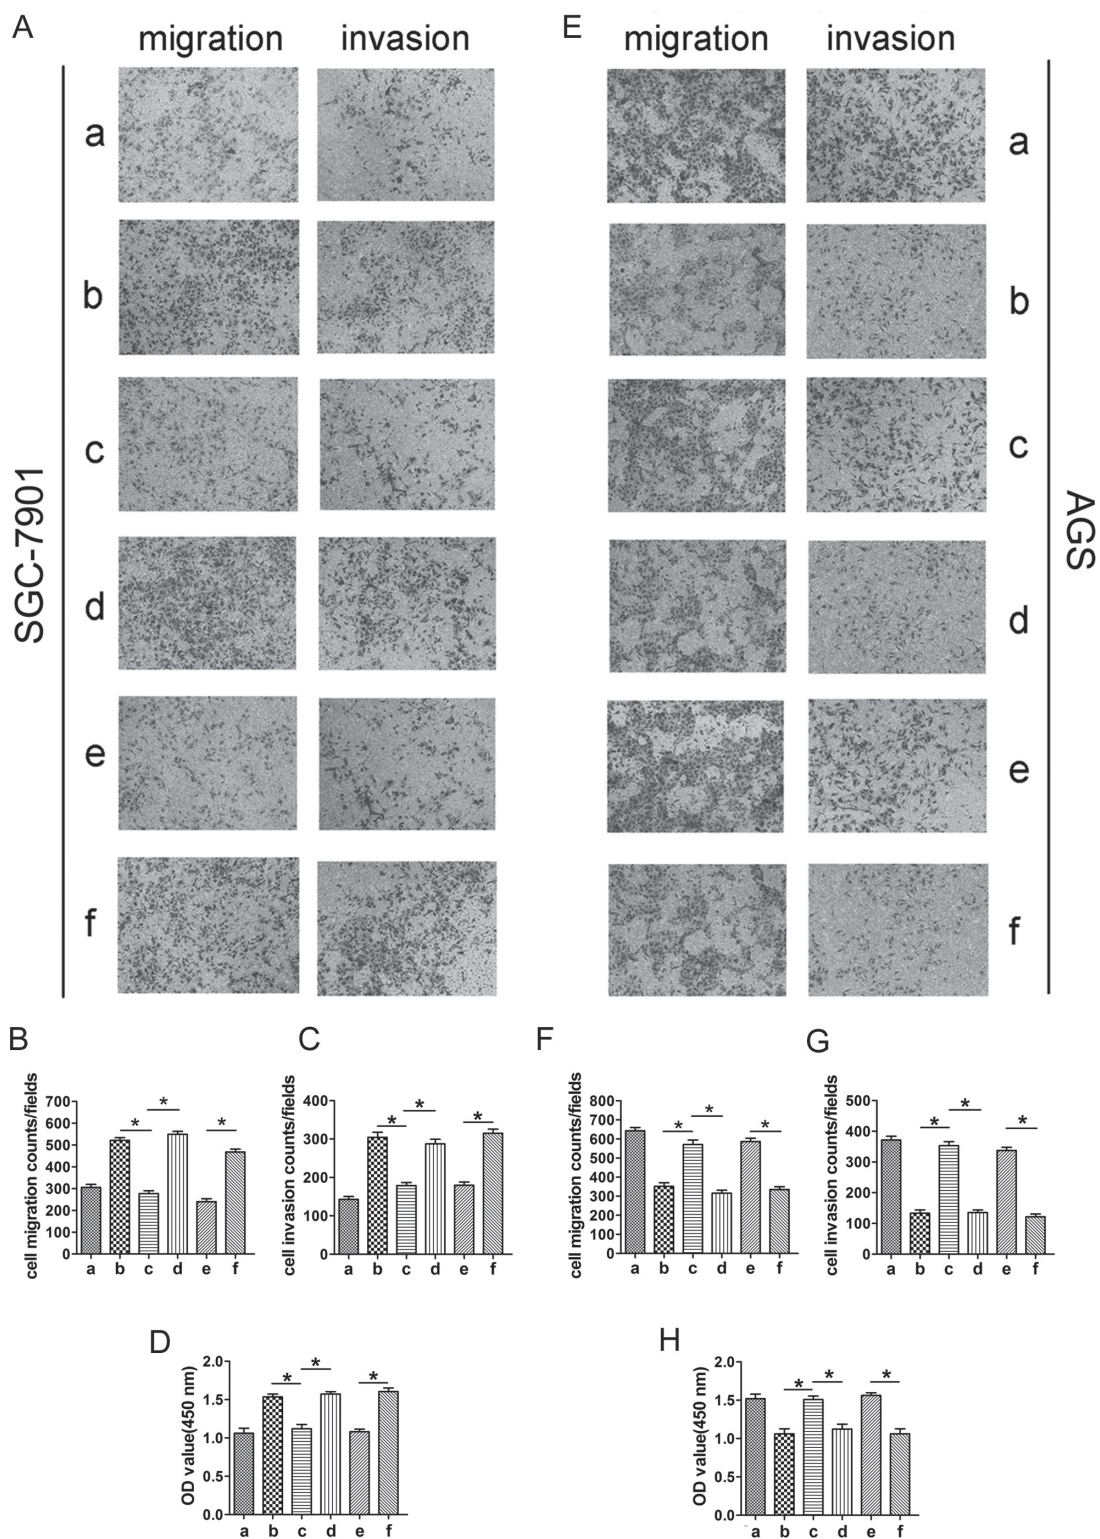 A
E
migration
invasion
migration
invasion
a
a
b
b
c
c
SGC-7901
AGS
d
d
e
e
f
f
B
C
F
G
cell migration counts/fields
700
600
500
400
300
200
100
0
*
*
*
a b c d e f
cell invasion counts/fields
400
300
200
100
0
*
*
*
a b c d e f
cell migration counts/fields
800
700
600
500
400
300
200
100
0
*
*
*
a b c d e f
cell invasion counts/fields
500
400
300
200
100
0
*
*
*
a b c d e f
D
H
OD value(450 nm)
2.0
1.5
1.0
0.5
0.0
*
*
*
a b c d e f
OD value(450 nm)
2.0
1.5
1.0
0.5
0.0
*
*
*
a b c d e f